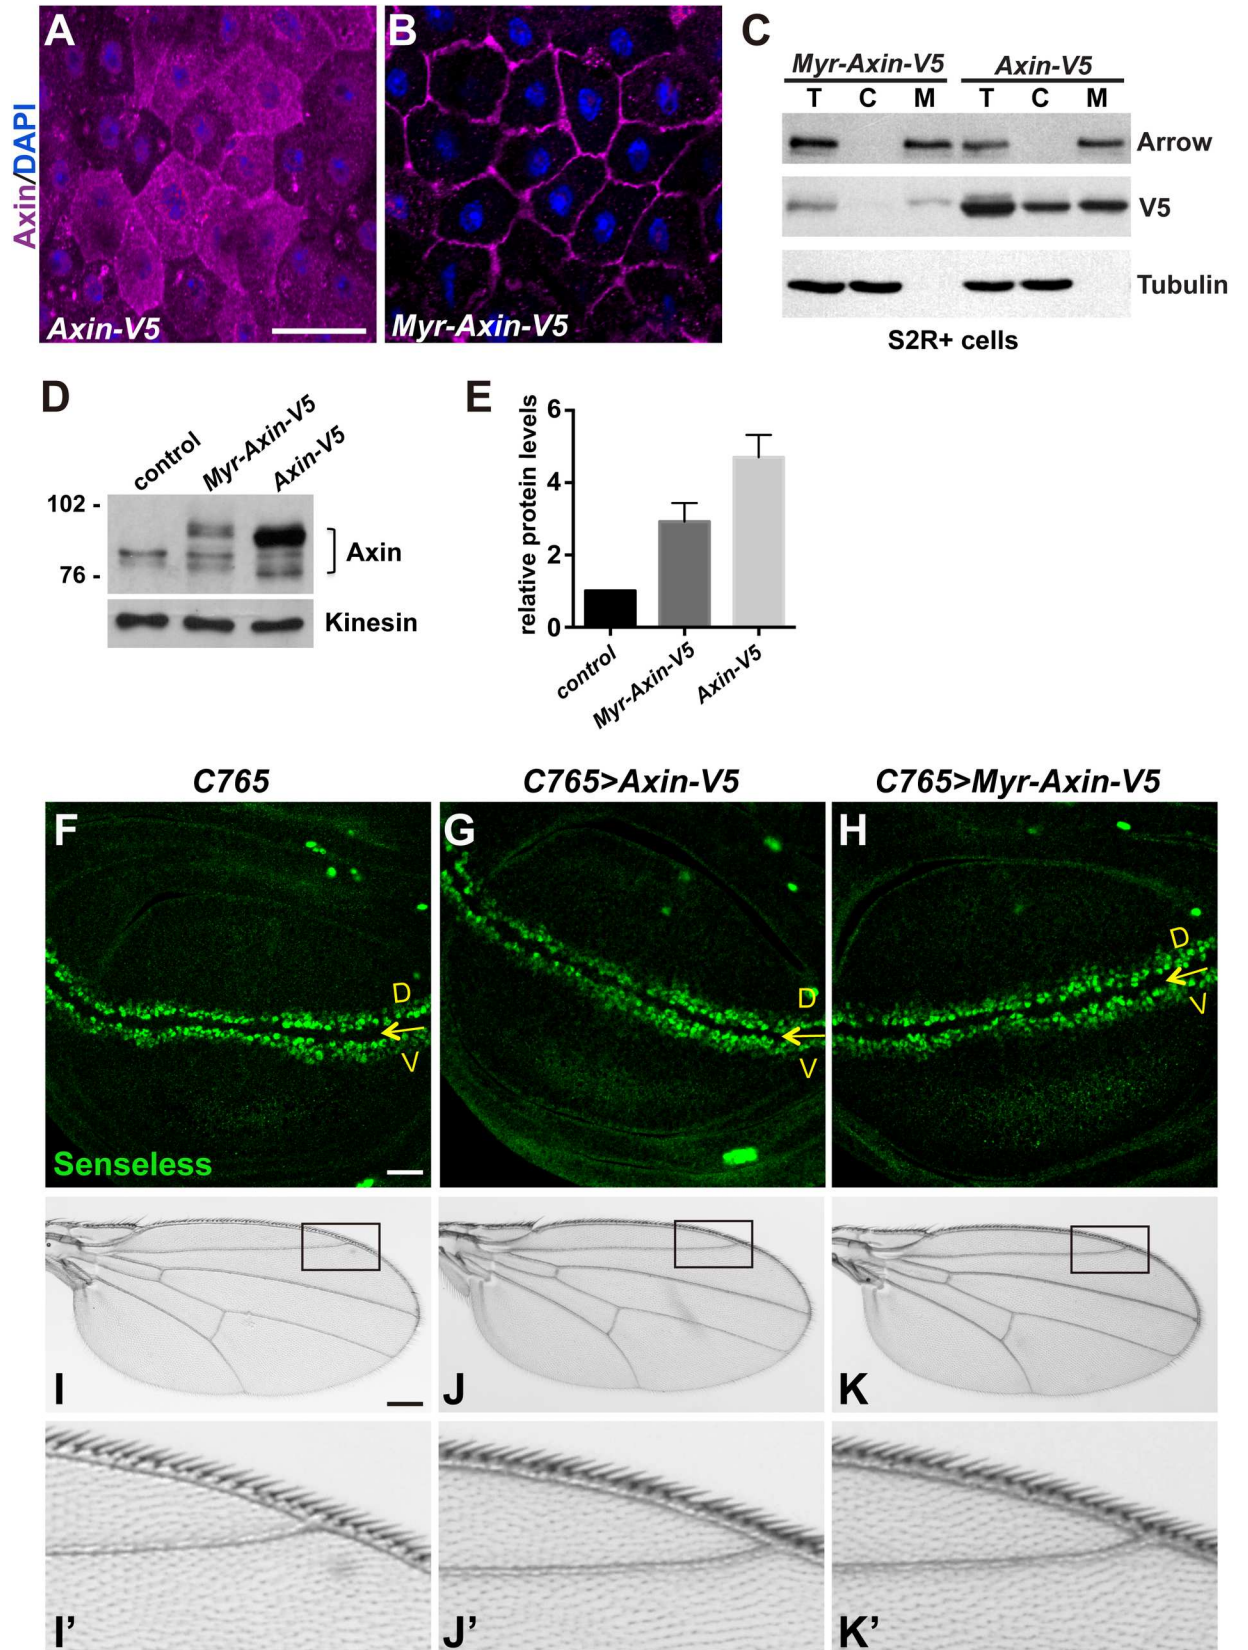 A
B
Axin/DAPI
Axin-V5
Myr-Axin-V5
C
Myr-Axin-V5 Axin-V5
T C M T C M
Arrow
V5
Tubulin
S2R+ cells
D
control
Myr-Axin-V5
Axin-V5
102 -
76 -
Axin
Kinesin
E
relative protein levels
6
4
2
0
control
Myr-Axin-V5
Axin-V5
C765
C765>Axin-V5
C765>Myr-Axin-V5
F
D
V
Senseless
G
D
V
H
D
V
I
J
K
I’
J’
K’